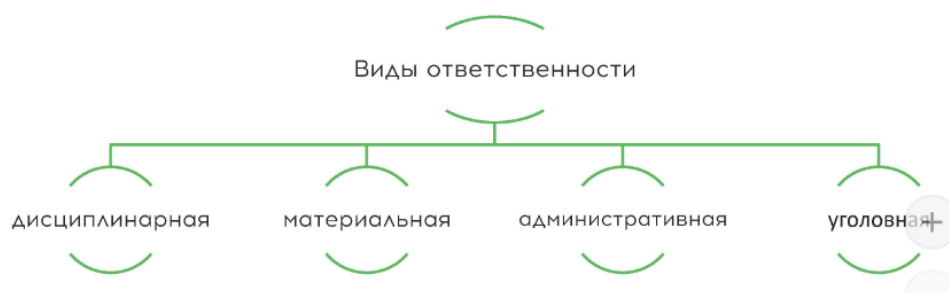 Виды ответственности
дисциплинарная материальная административная уголовная